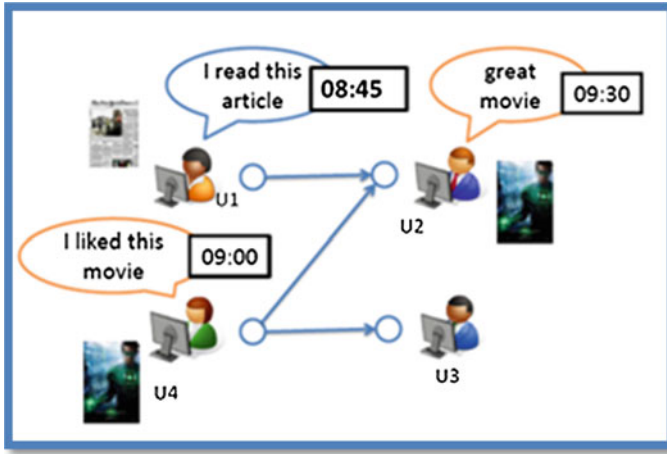 I read this
article
08:45
great
movie
09:30
U1
U2
I liked this
movie
09:00
U4
U3